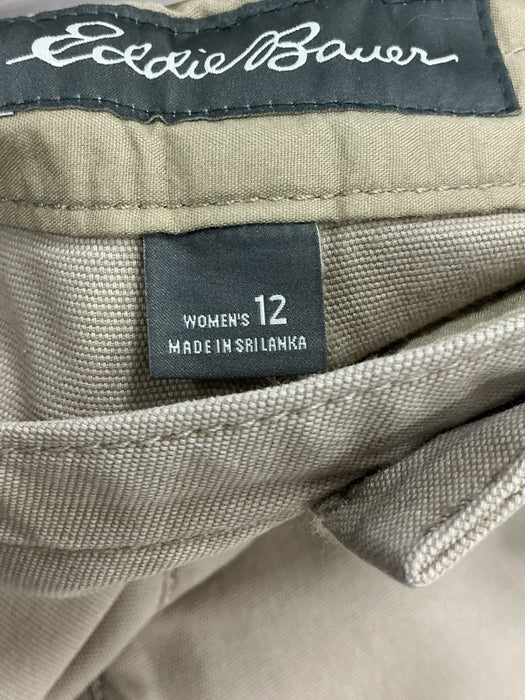 Eddie Bauer
WOMEN'S 12
MADE IN SRI LANKA